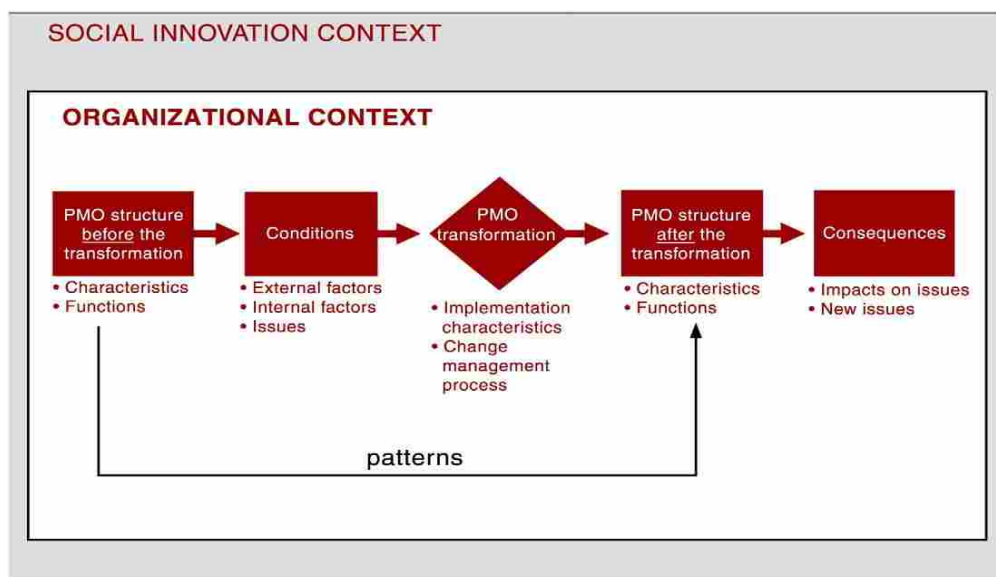 SOCIAL INNOVATION CONTEXT
ORGANIZATIONAL CONTEXT
PMO structure
before the
transformation
• Characteristics
• Functions
Conditions
• External factors
• Internal factors
• Issues
PMO
transformation
• Implementation
characteristics
• Change
management
process
PMO structure
after the
transformation
• Characteristics
• Functions
Consequences
• Impacts on issues
• New issues
patterns